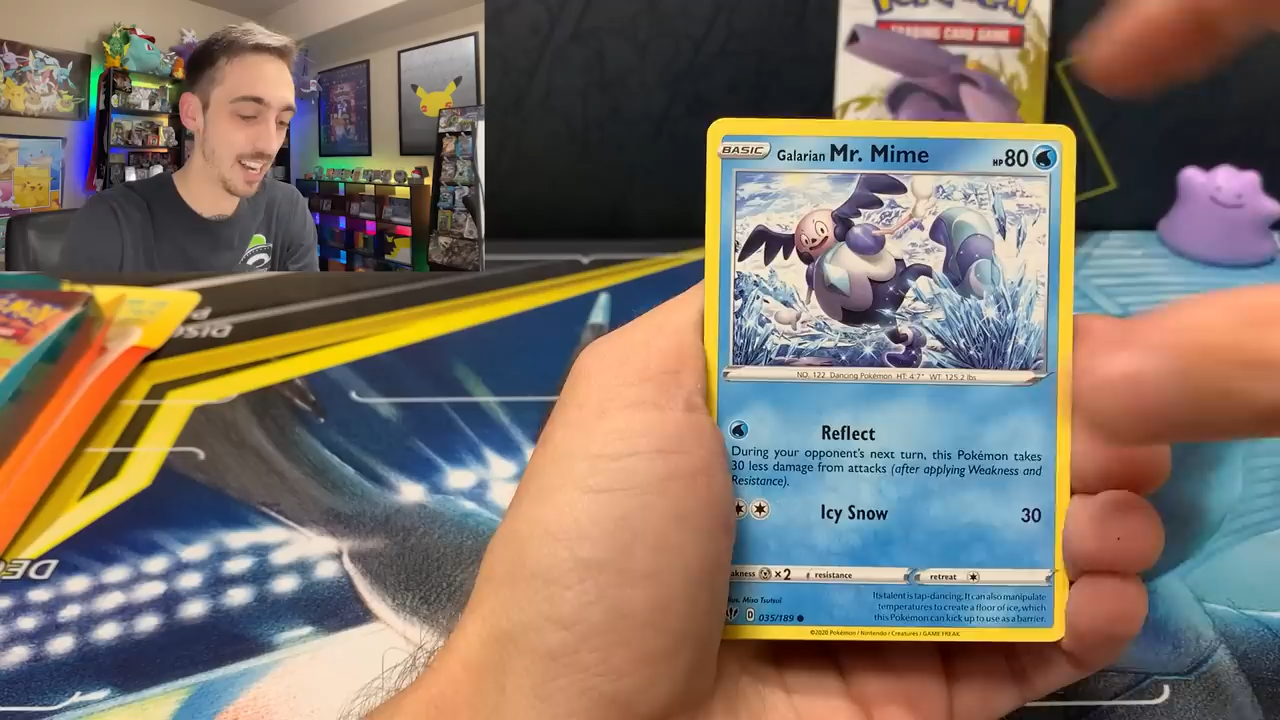 TRADING CARD GAME
BASIC Galarian Mr. Mime HP 80
NO. 122 Dancing Pokémon HT: 4'7" WT: 125.2 lbs
Reflect
During your opponent's next turn, this Pokémon takes
30 less damage from attacks (after applying Weakness and
Resistance).
Icy Snow 30
akness ×2 resistance retreat
llus. Misa Tsutsui
D 035/189
Its talent is tap-dancing. It can also manipulate
temperatures to create a floor of ice, which
this Pokémon can kick up to use as a barrier.
©2020 Pokémon / Nintendo / Creatures / GAME FREAK